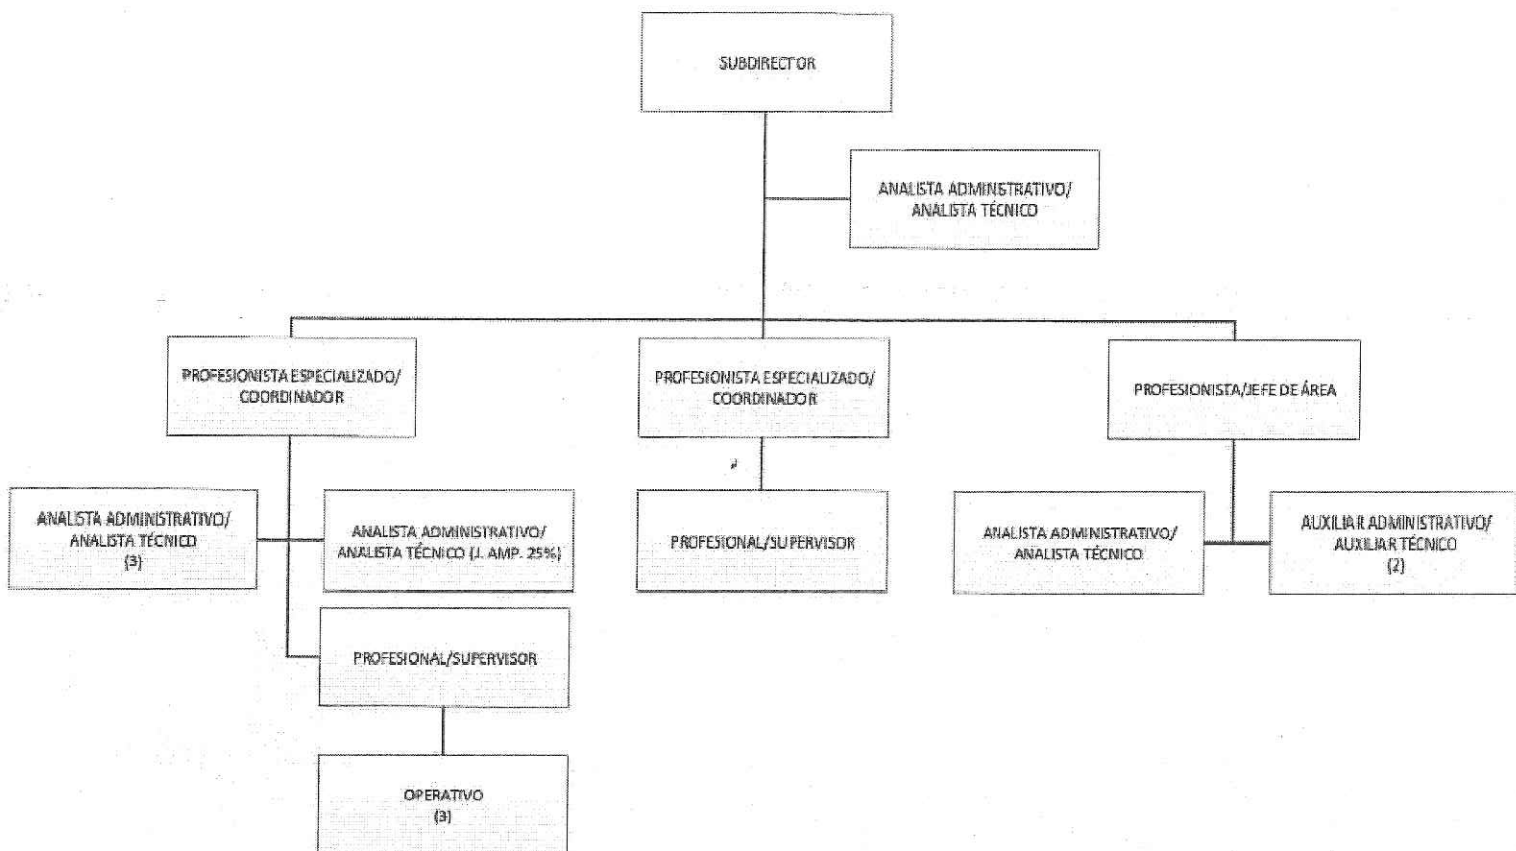 SUBDIRECTOR
ANALISTA ADMINISTRATIVO/
ANALISTA TÉCNICO
PROFESIONISTA ESPECIALIZADO/
COORDINADOR
PROFESIONISTA ESPECIALIZADO/
COORDINADOR
PROFESIONISTA/JEFE DE ÁREA
ANALISTA ADMINISTRATIVO/
ANALISTA TÉCNICO
(3)
ANALISTA ADMINISTRATIVO/
ANALISTA TÉCNICO (J. AMP. 25%)
PROFESIONAL/SUPERVISOR
ANALISTA ADMINISTRATIVO/
ANALISTA TÉCNICO
AUXILIAR ADMINISTRATIVO/
AUXILIAR TÉCNICO
(2)
PROFESIONAL/SUPERVISOR
OPERATIVO
(3)